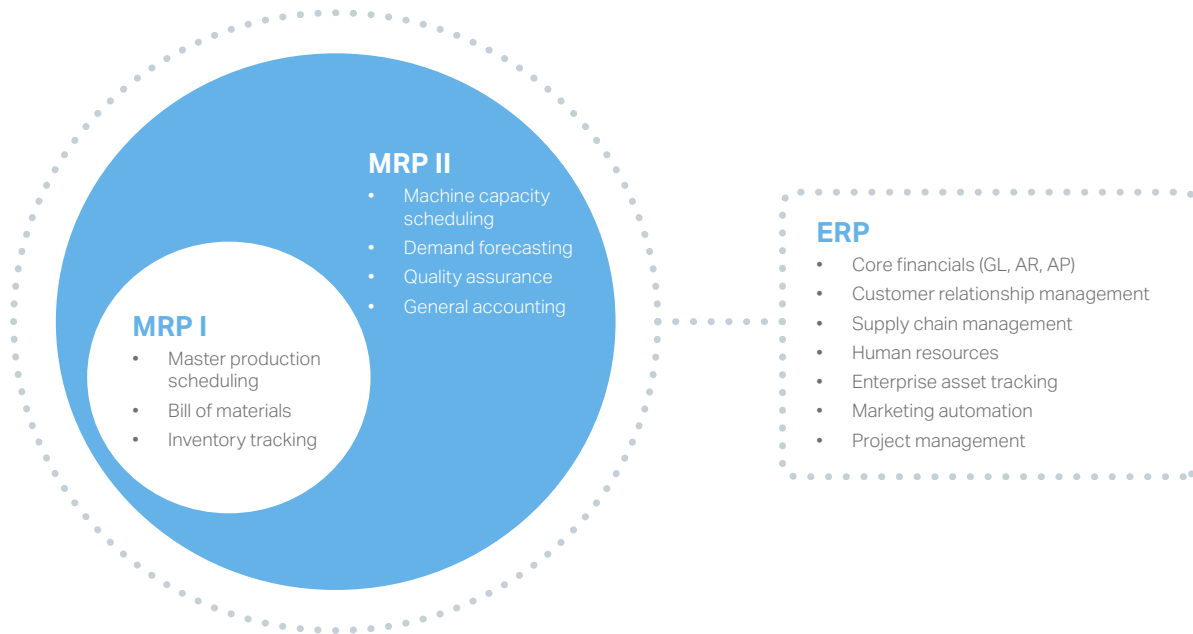 MRP II
• Machine capacity
scheduling
• Demand forecasting
• Quality assurance
• General accounting
MRP I
• Master production
scheduling
• Bill of materials
• Inventory tracking
ERP
• Core financials (GL, AR, AP)
• Customer relationship management
• Supply chain management
• Human resources
• Enterprise asset tracking
• Marketing automation
• Project management